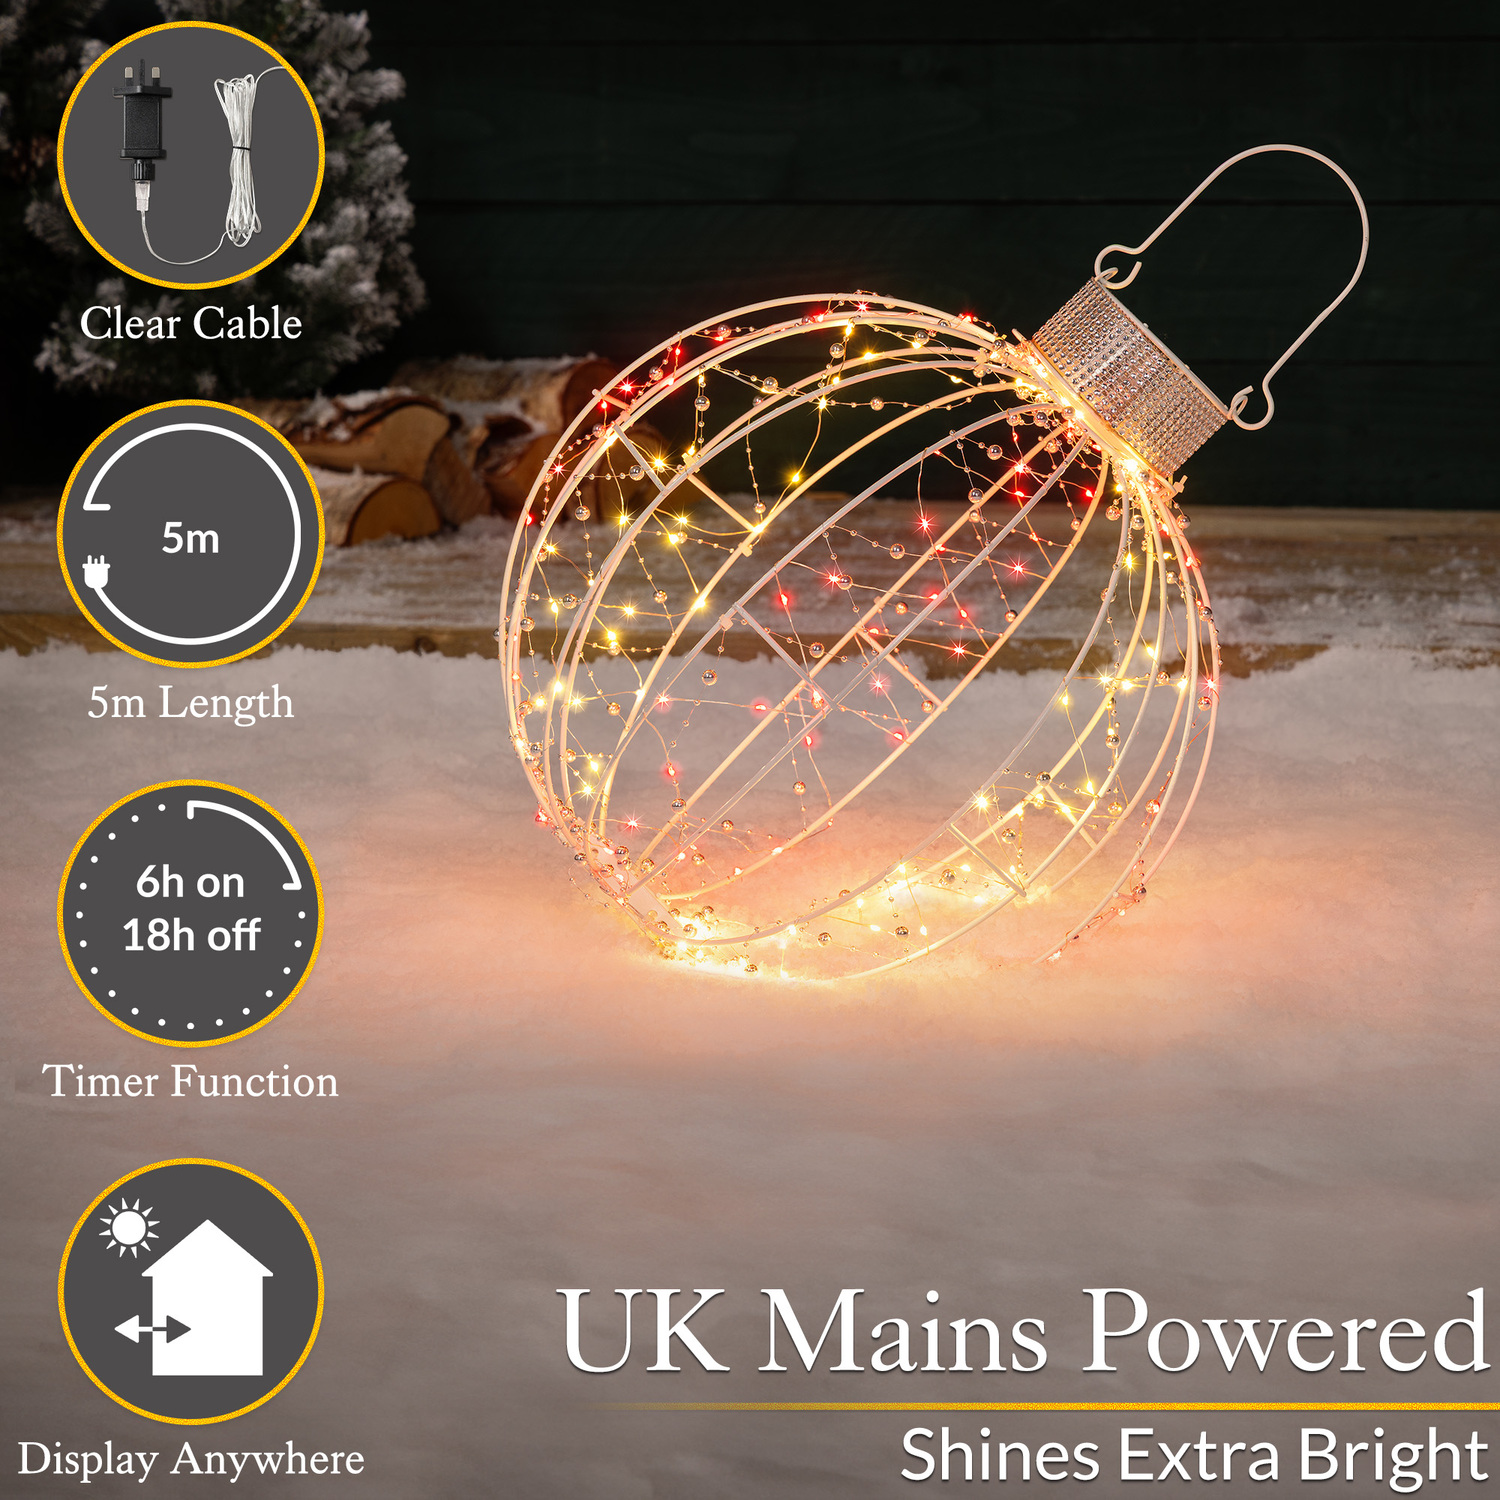 Clear Cable
5m
5m Length
6h on
18h off
Timer Function
Display Anywhere
UK Mains Powered
Shines Extra Bright